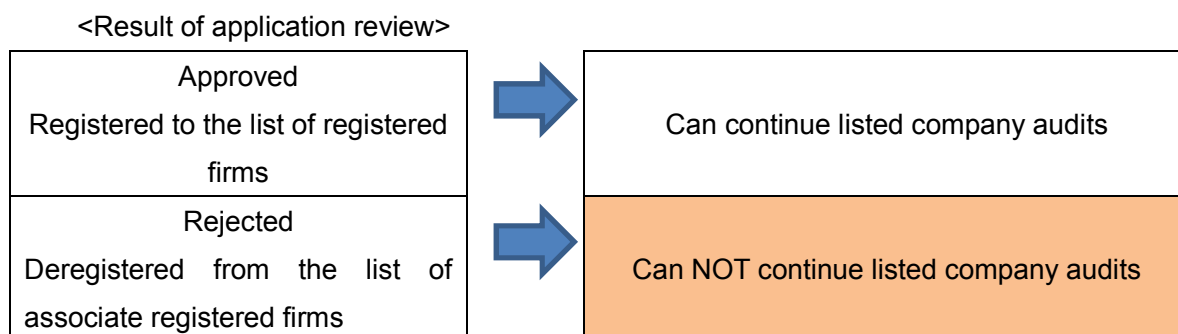 <Result of application review>
Approved
Registered to the list of registered
firms
Can continue listed company audits
Rejected
Deregistered from the list of
associate registered firms
Can NOT continue listed company audits